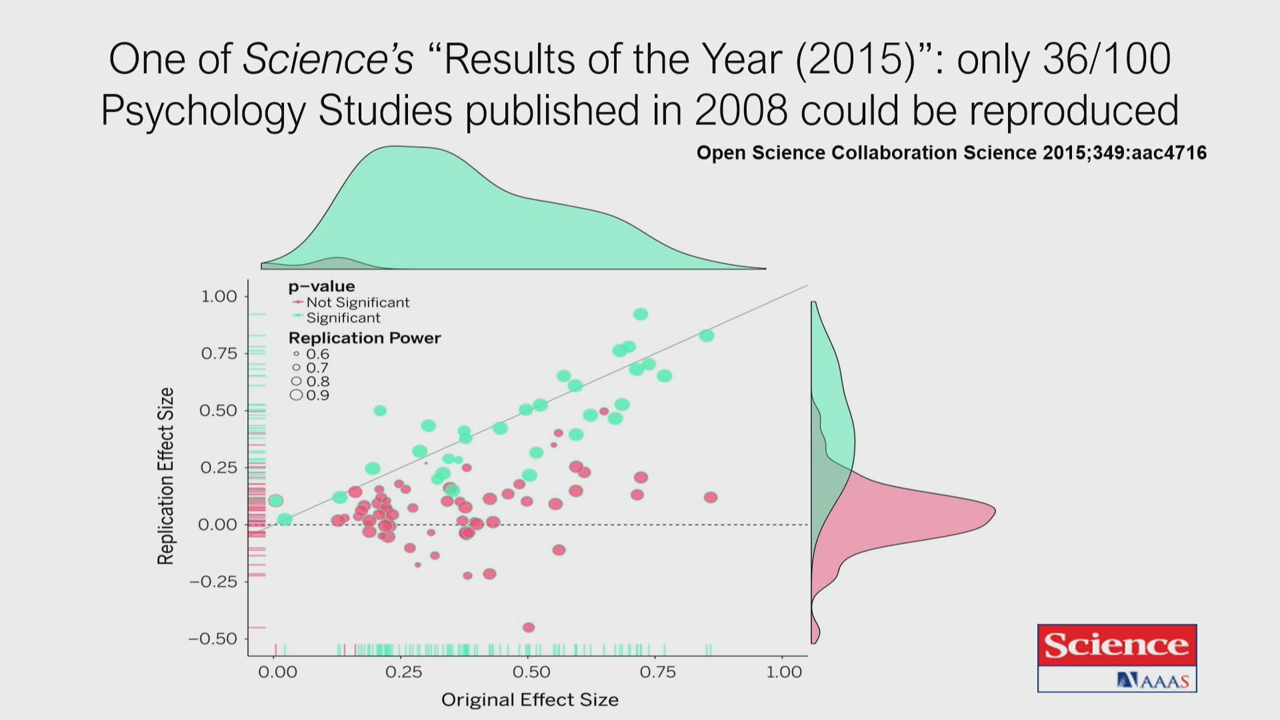 One of Science’s “Results of the Year (2015)”: only 36/100
Psychology Studies published in 2008 could be reproduced
Open Science Collaboration Science 2015;349:aac4716
p−value
Not Significant
Significant
Replication Power
0.6
0.7
0.8
0.9
1.00
0.75
0.50
0.25
0.00
−0.25
−0.50
Replication Effect Size
0.00 0.25 0.50 0.75 1.00
Original Effect Size
Science
AAAS